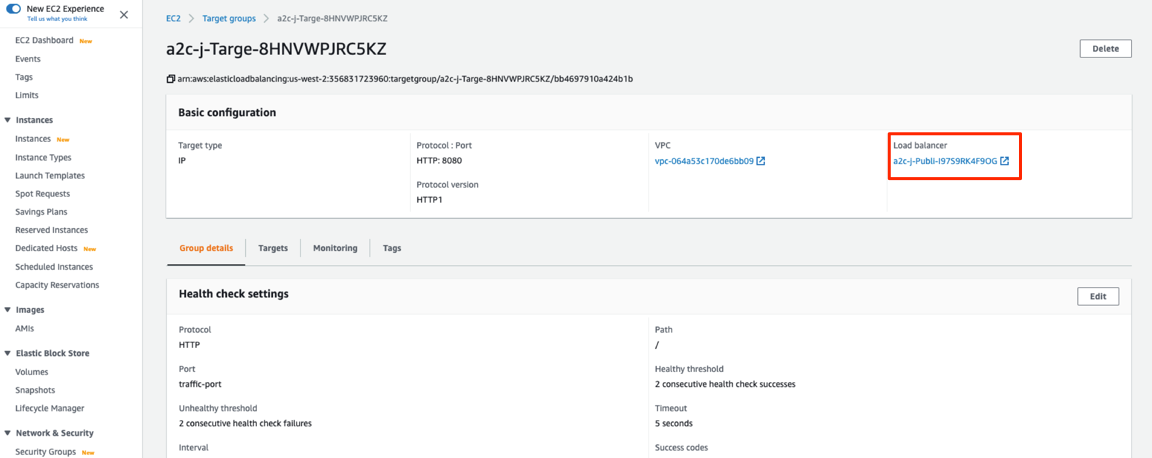 New EC2 Experience
Tell us what you think
EC2 Dashboard New
Events
Tags
Limits
Instances
Instances New
Instance Types
Launch Templates
Spot Requests
Savings Plans
Reserved Instances
Dedicated Hosts New
Scheduled Instances
Capacity Reservations
Images
AMIs
Elastic Block Store
Volumes
Snapshots
Lifecycle Manager
Network & Security
Security Groups New
EC2 > Target groups > a2c-j-Targe-8HNVWPJRC5KZ
a2c-j-Targe-8HNVWPJRC5KZ
Delete
arn:aws:elasticloadbalancing:us-west-2:356831723960:targetgroup/a2c-j-Targe-8HNVWPJRC5KZ/bb4697910a424b1b
Basic configuration
Target type
IP
Protocol : Port
HTTP: 8080
Protocol version
HTTP1
VPC
vpc-064a53c170de6bb09
Load balancer
a2c-j-Publi-I97S9RK4F9OG
Group details
Targets
Monitoring
Tags
Health check settings
Edit
Protocol
HTTP
Path
/
Port
traffic-port
Healthy threshold
2 consecutive health check successes
Unhealthy threshold
2 consecutive health check failures
Timeout
5 seconds
Interval
Success codes